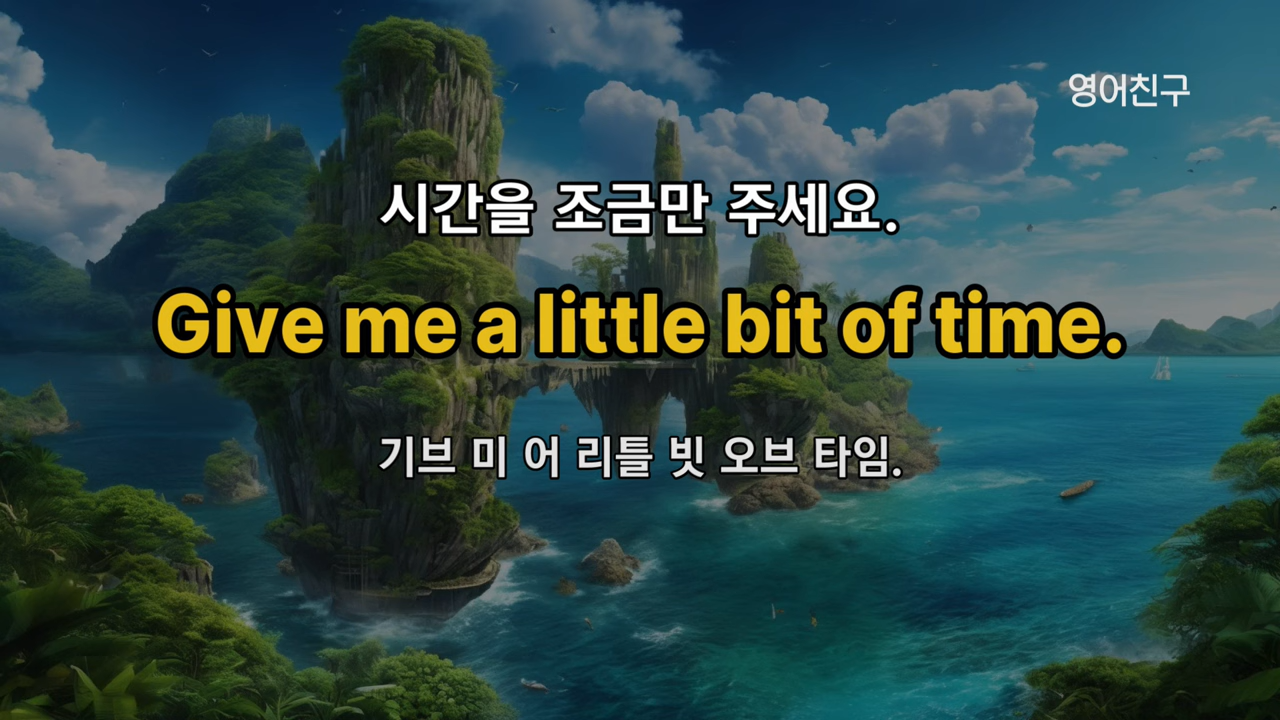 영어친구
시간을 조금만 주세요.
Give me a little bit of time.
기브 미 어 리틀 빗 오브 타임.